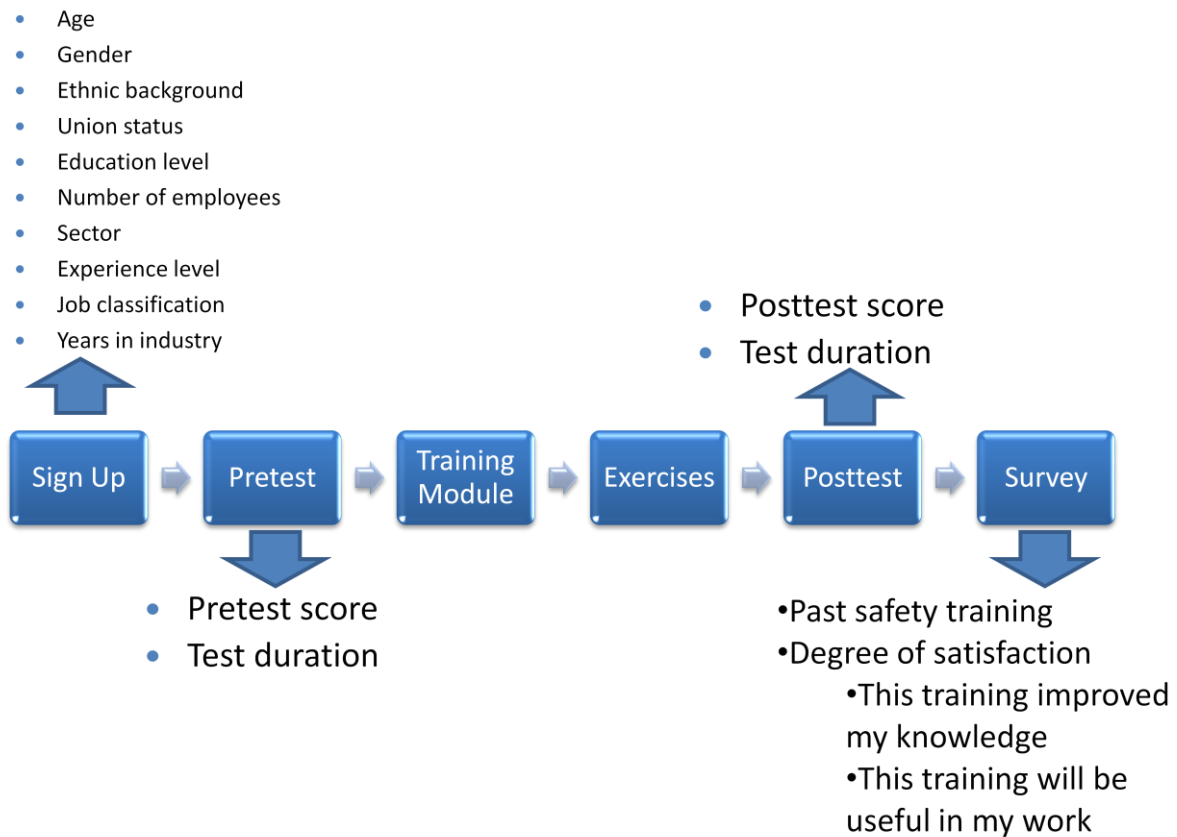 • Age
• Gender
• Ethnic background
• Union status
• Education level
• Number of employees
• Sector
• Experience level
• Job classification
• Years in industry
• Posttest score
• Test duration
Sign Up
Pretest
Training
Module
Exercises
Posttest
Survey
• Pretest score
• Test duration
•Past safety training
•Degree of satisfaction
•This training improved
my knowledge
•This training will be
useful in my work